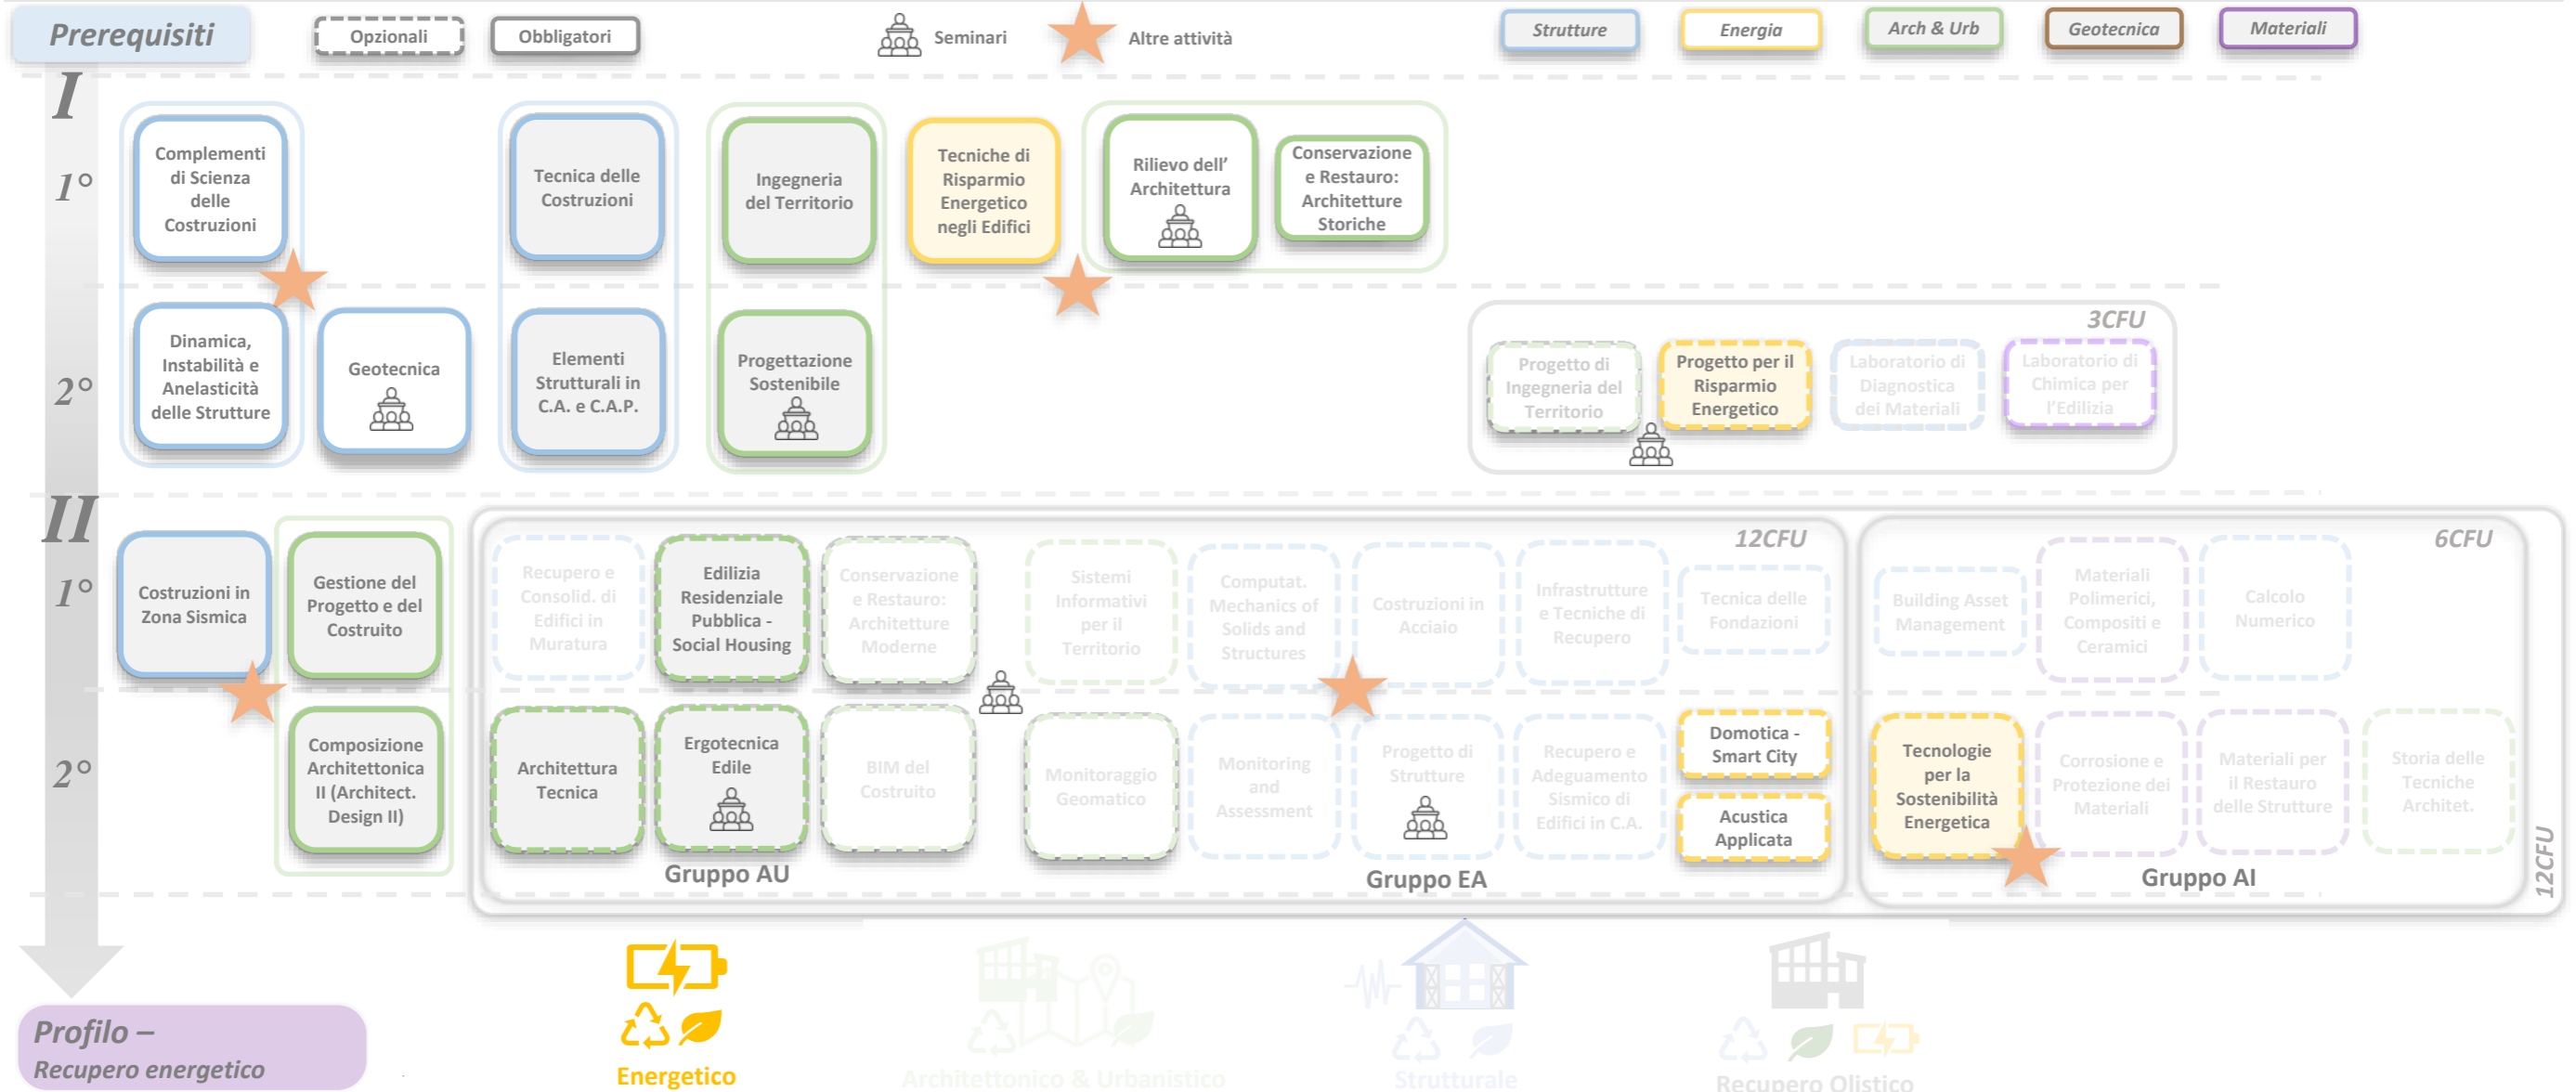 Prerequisiti
Opzionali
Obbligatori
Seminari
Altre attività
Strutture
Energia
Arch & Urb
Geotecnica
Materiali
I
1°
Complementi
di Scienza
delle
Costruzioni
Tecnica delle
Costruzioni
Ingegneria
del Territorio
Tecniche di
Risparmio
Energetico
negli Edifici
Rilievo dell'
Architettura
Conservazione
e Restauro:
Architetture
Storiche
2°
Dinamica,
Instabilità e
Anelasticità
delle Strutture
Geotecnica
Elementi
Strutturali in
C.A. e C.A.P.
Progettazione
Sostenibile
3CFU
Progetto di
Ingegneria del
Territorio
Progetto per il
Risparmio
Energetico
Laboratorio di
Diagnostica
dei Materiali
Laboratorio di
Chimica per
l'Edilizia
II
1°
Costruzioni in
Zona Sismica
Gestione del
Progetto e del
Costruito
12CFU
Recupero e
Consolid. di
Edifici in
Muratura
Edilizia
Residenziale
Pubblica -
Social Housing
Conservazione
e Restauro:
Architetture
Moderne
Sistemi
Informativi
per il
Territorio
Computat.
Mechanics of
Solids and
Structures
Costruzioni in
Acciaio
Infrastrutture
e Tecniche di
Recupero
Tecnica delle
Fondazioni
6CFU
Building Asset
Management
Materiali
Polimerici,
Compositi e
Ceramici
Calcolo
Numerico
2°
Composizione
Architettonica
II (Architect.
Design II)
Architettura
Tecnica
Ergotecnica
Edile
BIM del
Costruito
Monitoraggio
Geomatico
Monitoring
and
Assessment
Progetto di
Strutture
Recupero e
Adeguamento
Sismico di
Edifici in C.A.
Domotica -
Smart City
Acustica
Applicata
Tecnologie
per la
Sostenibilità
Energetica
Corrosione e
Protezione dei
Materiali
Materiali per
il Restauro
delle Strutture
Storia delle
Tecniche
Architet.
12CFU
Gruppo AU
Gruppo EA
Gruppo AI
Profilo –
Recupero energetico
Energetico
Architettonico & Urbanistico
Strutturale
Recupero Olistico